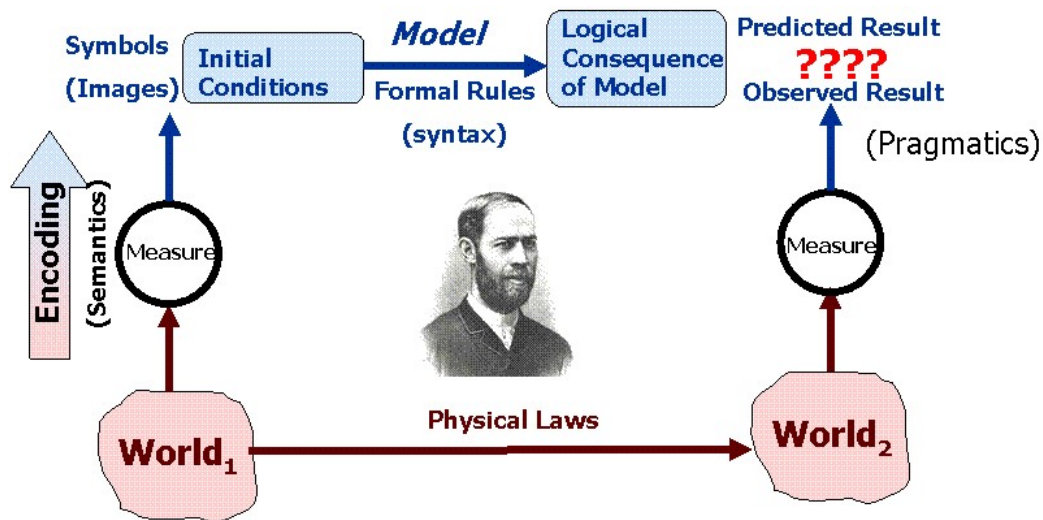 Symbols
(Images)
Initial
Conditions
Model
Formal Rules
(syntax)
Logical
Consequence
of Model
Predicted Result
????
Observed Result
(Pragmatics)
Encoding
(Semantics)
Measure
Measure
Physical Laws
World1
World2